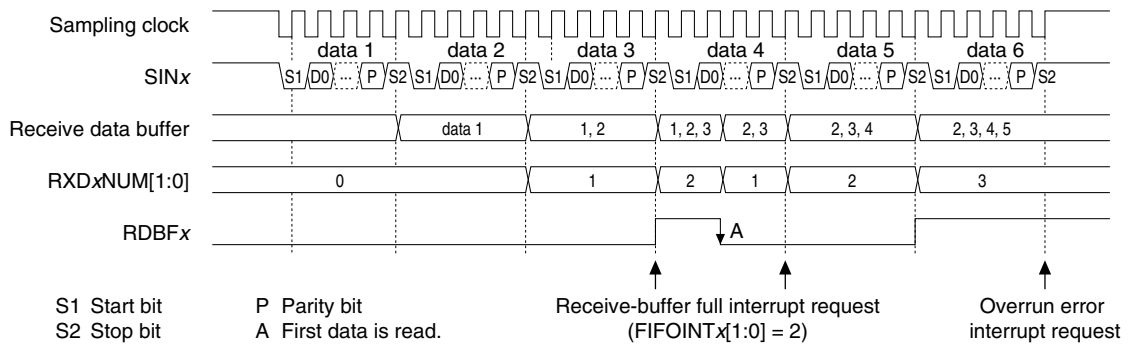 Sampling clock
data 1 data 2 data 3 data 4 data 5 data 6
SINx S1 D0 ... P S2 S1 D0 ... P S2 S1 D0 ... P S2 S1 D0 ... P S2 S1 D0 ... P S2 S1 D0 ... P S2
Receive data buffer data 1 1, 2 1, 2, 3 2, 3 2, 3, 4 2, 3, 4, 5
RXDxNUM[1:0] 0 1 2 1 2 3
RDBFx A
S1 Start bit P Parity bit Receive-buffer full interrupt request Overrun error
S2 Stop bit A First data is read. (FIFOINTx[1:0] = 2) interrupt request